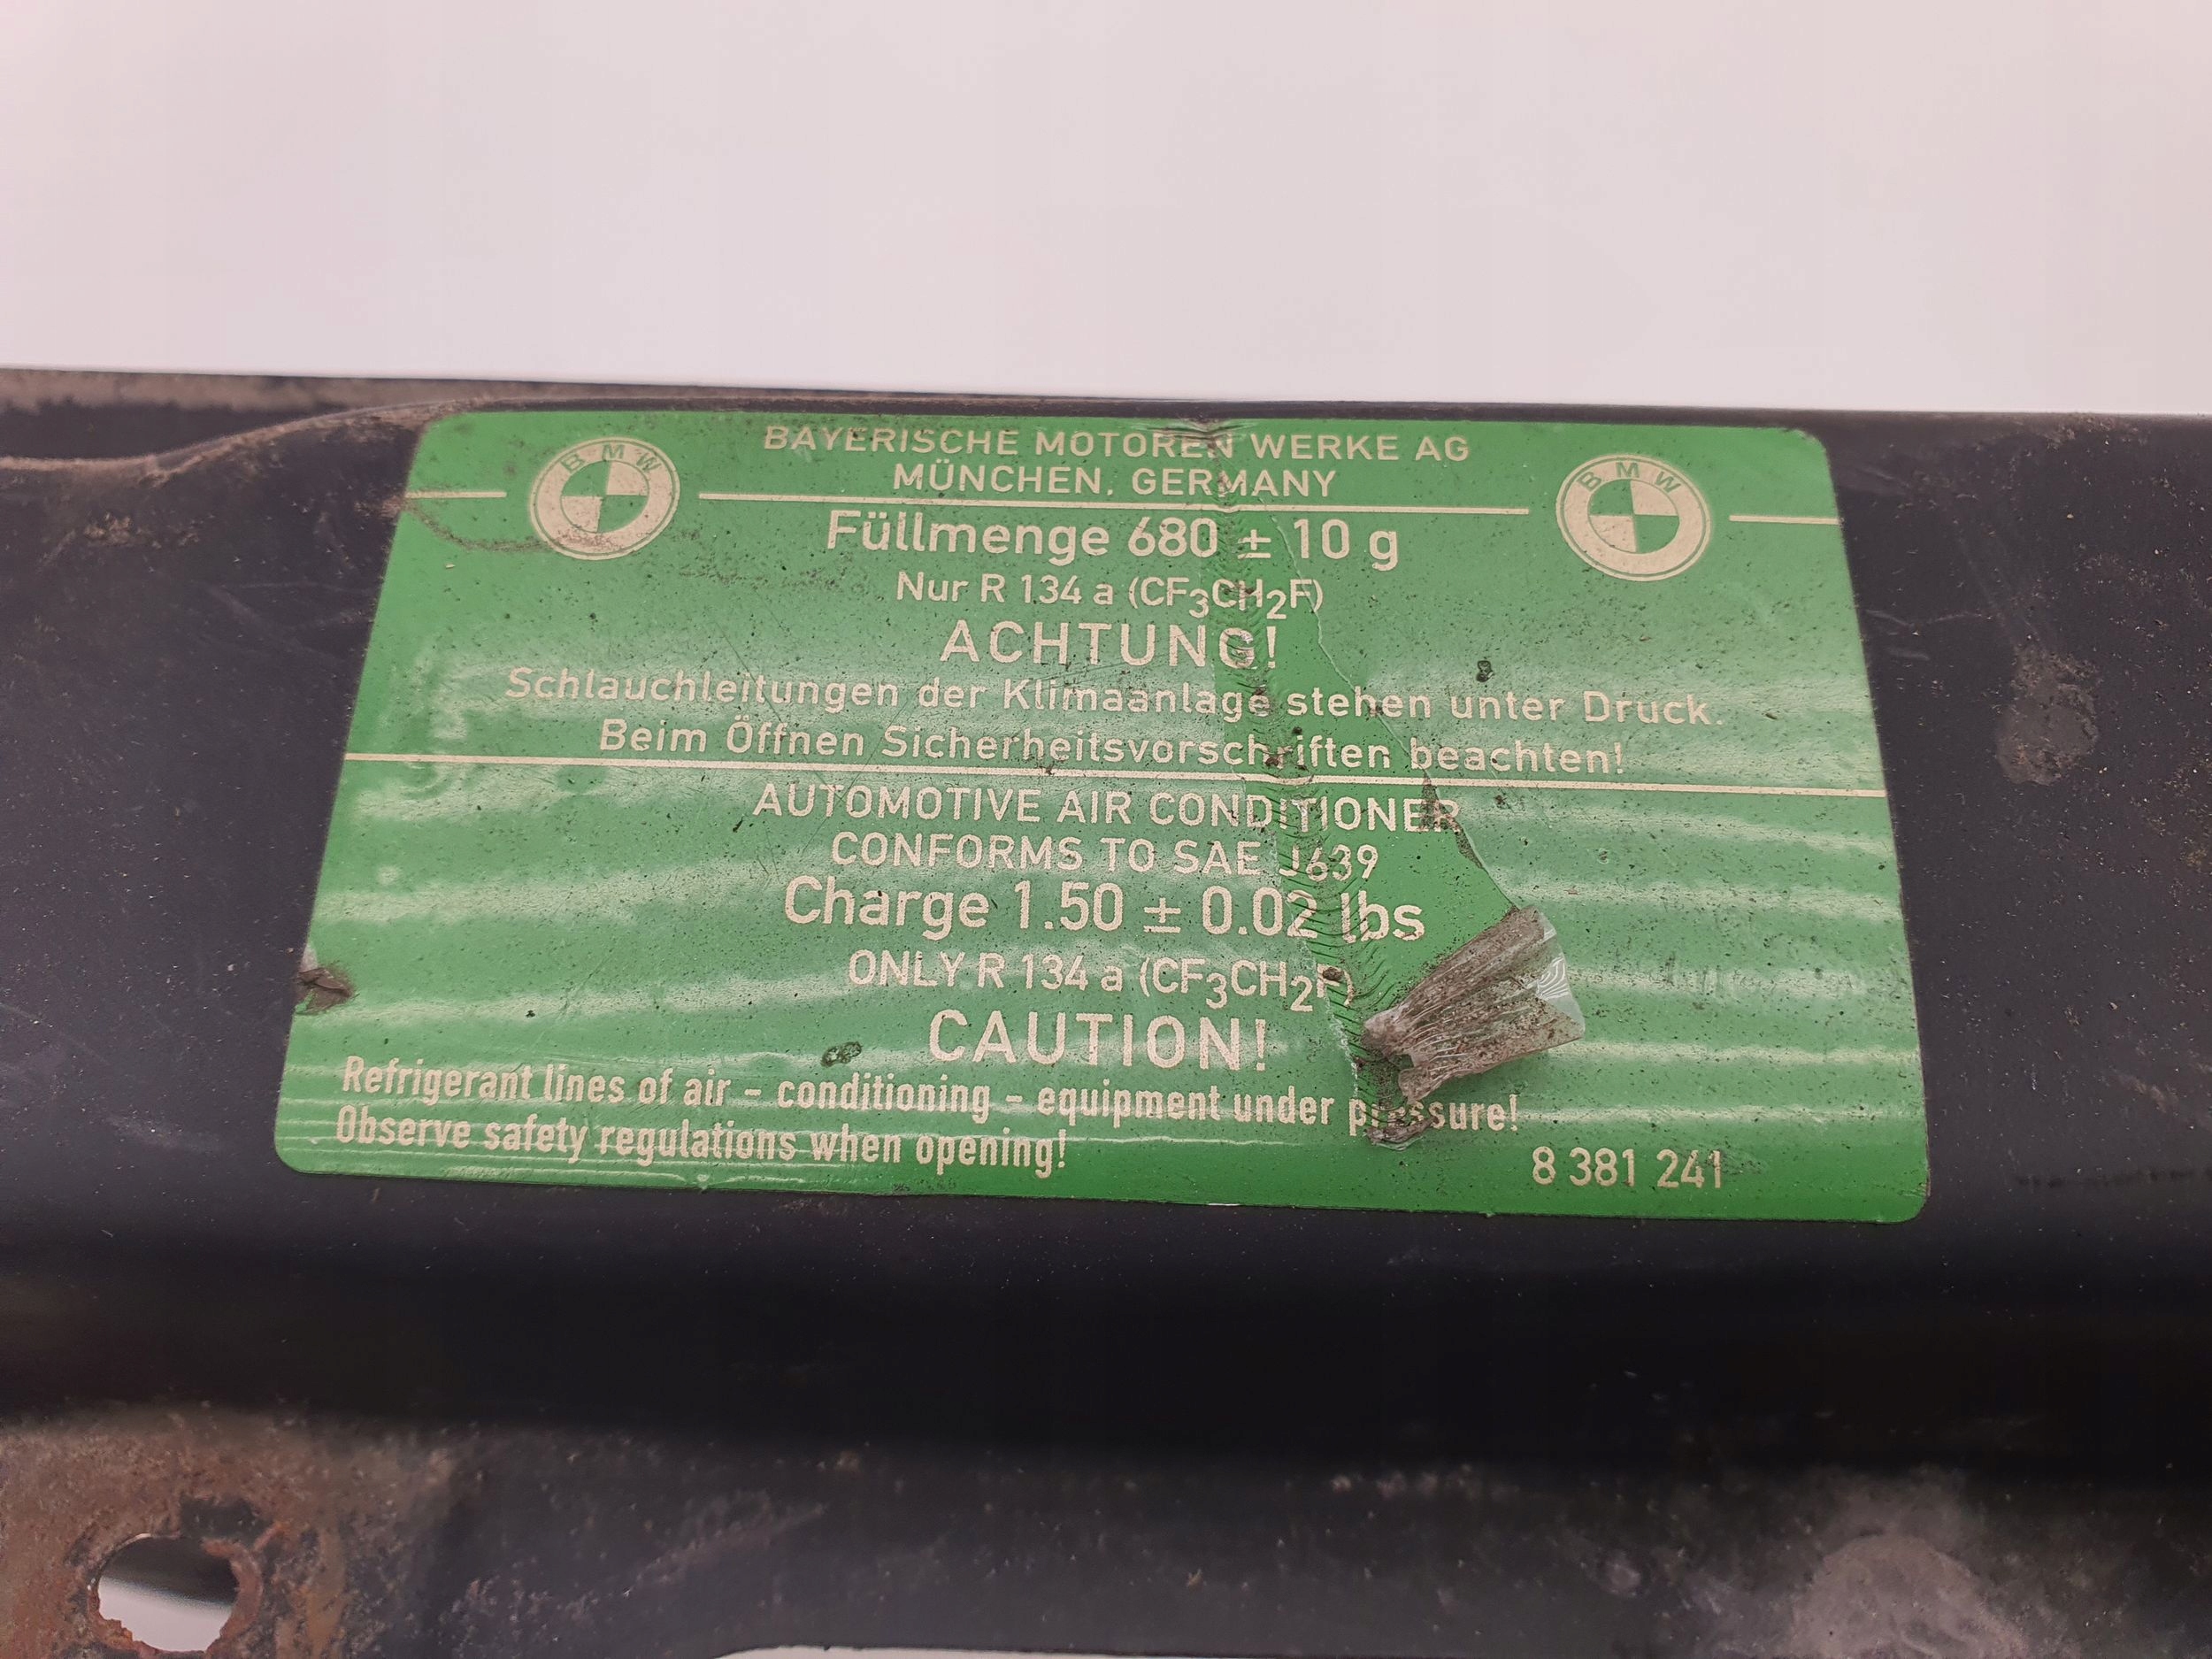 BAYERISCHE MOTOREN WERKE AG
MÜNCHEN, GERMANY
BMW
BMW
Füllmenge 680 ± 10 g
Nur R 134 a (CF₃CH₂F)
ACHTUNG!
Schlauchleitungen der Klimaanlage stehen unter Druck.
Beim Öffnen Sicherheitsvorschriften beachten!
AUTOMOTIVE AIR CONDITIONER
CONFORMS TO SAE J639
Charge 1.50 ± 0.02 lbs
ONLY R 134 a (CF₃CH₂F)
CAUTION!
Refrigerant lines of air - conditioning - equipment under pressure!
Observe safety regulations when opening!
8 381 241